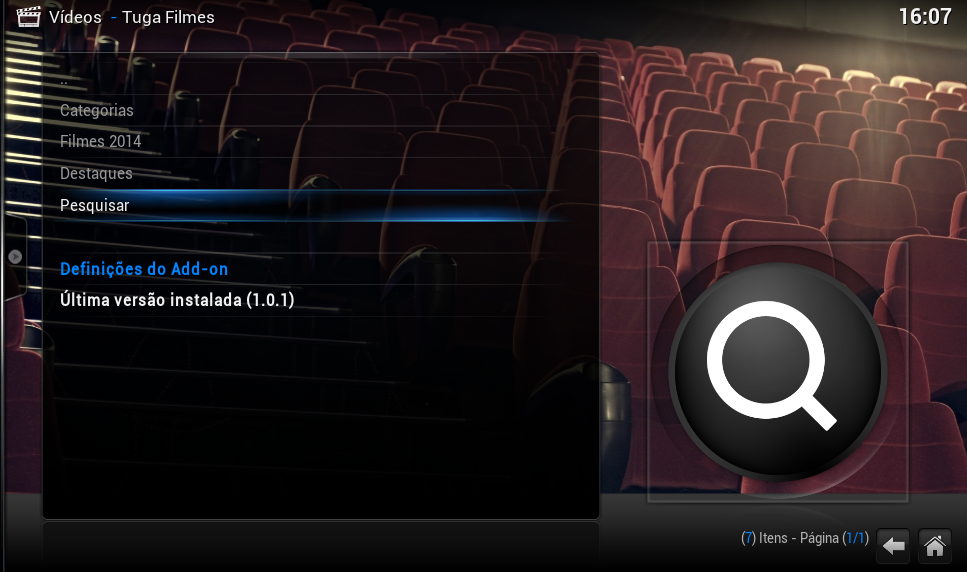 Vídeos - Tuga Filmes
16:07
..
Categorias
Filmes 2014
Destaques
Pesquisar
Definições do Add-on
Última versão instalada (1.0.1)
(7) Itens - Página (1/1)